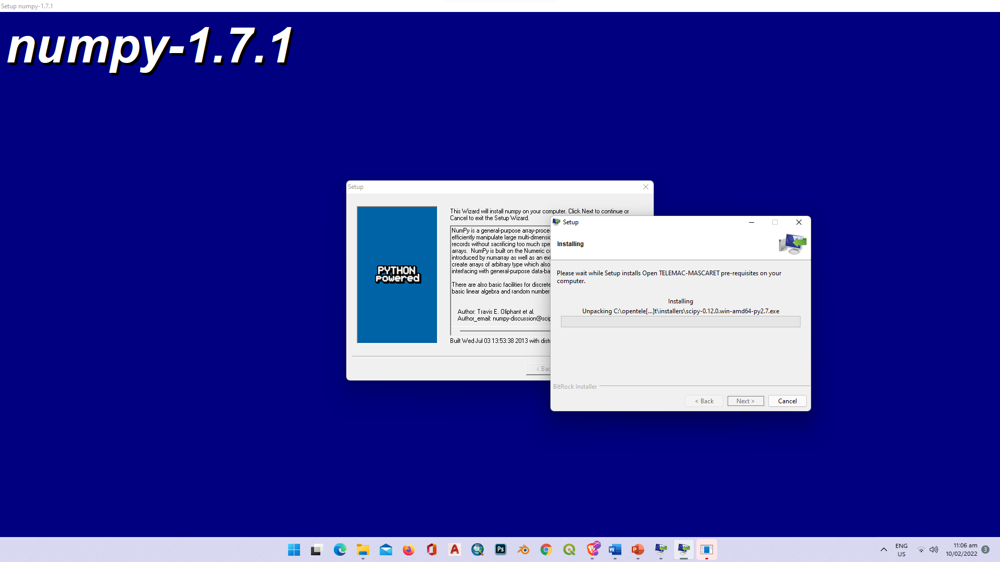 Setup numpy-1.7.1
numpy-1.7.1
Setup
This Wizard will install numpy on your computer. Click Next to continue or
Cancel to exit the Setup Wizard.
NumPy is a general-purpose array-proce
efficiently manipulate large multi-dimensio
records without sacrificing too much spe
arrays. NumPy is built on the Numeric co
introduced by numarray as well as an ext
create arrays of arbitrary type which also
interfacing with general-purpose data-ba
There are also basic facilities for discrete
basic linear algebra and random number
Author: Travis E. Oliphant et al.
Author_email: numpy-discussion@scip
Built Wed Jul 03 13:53:38 2013 with distu
PYTHON
powered
< Bac
Setup
Installing
Please wait while Setup installs Open TELEMAC-MASCARET pre-requisites on your
computer.
Installing
Unpacking C:\opentele[...]t\installers\scipy-0.12.0.win-amd64-py2.7.exe
BitRock Installer
< Back
Next >
Cancel
A
Ps
W
P
ENG
US
11:06 am
10/02/2022
3